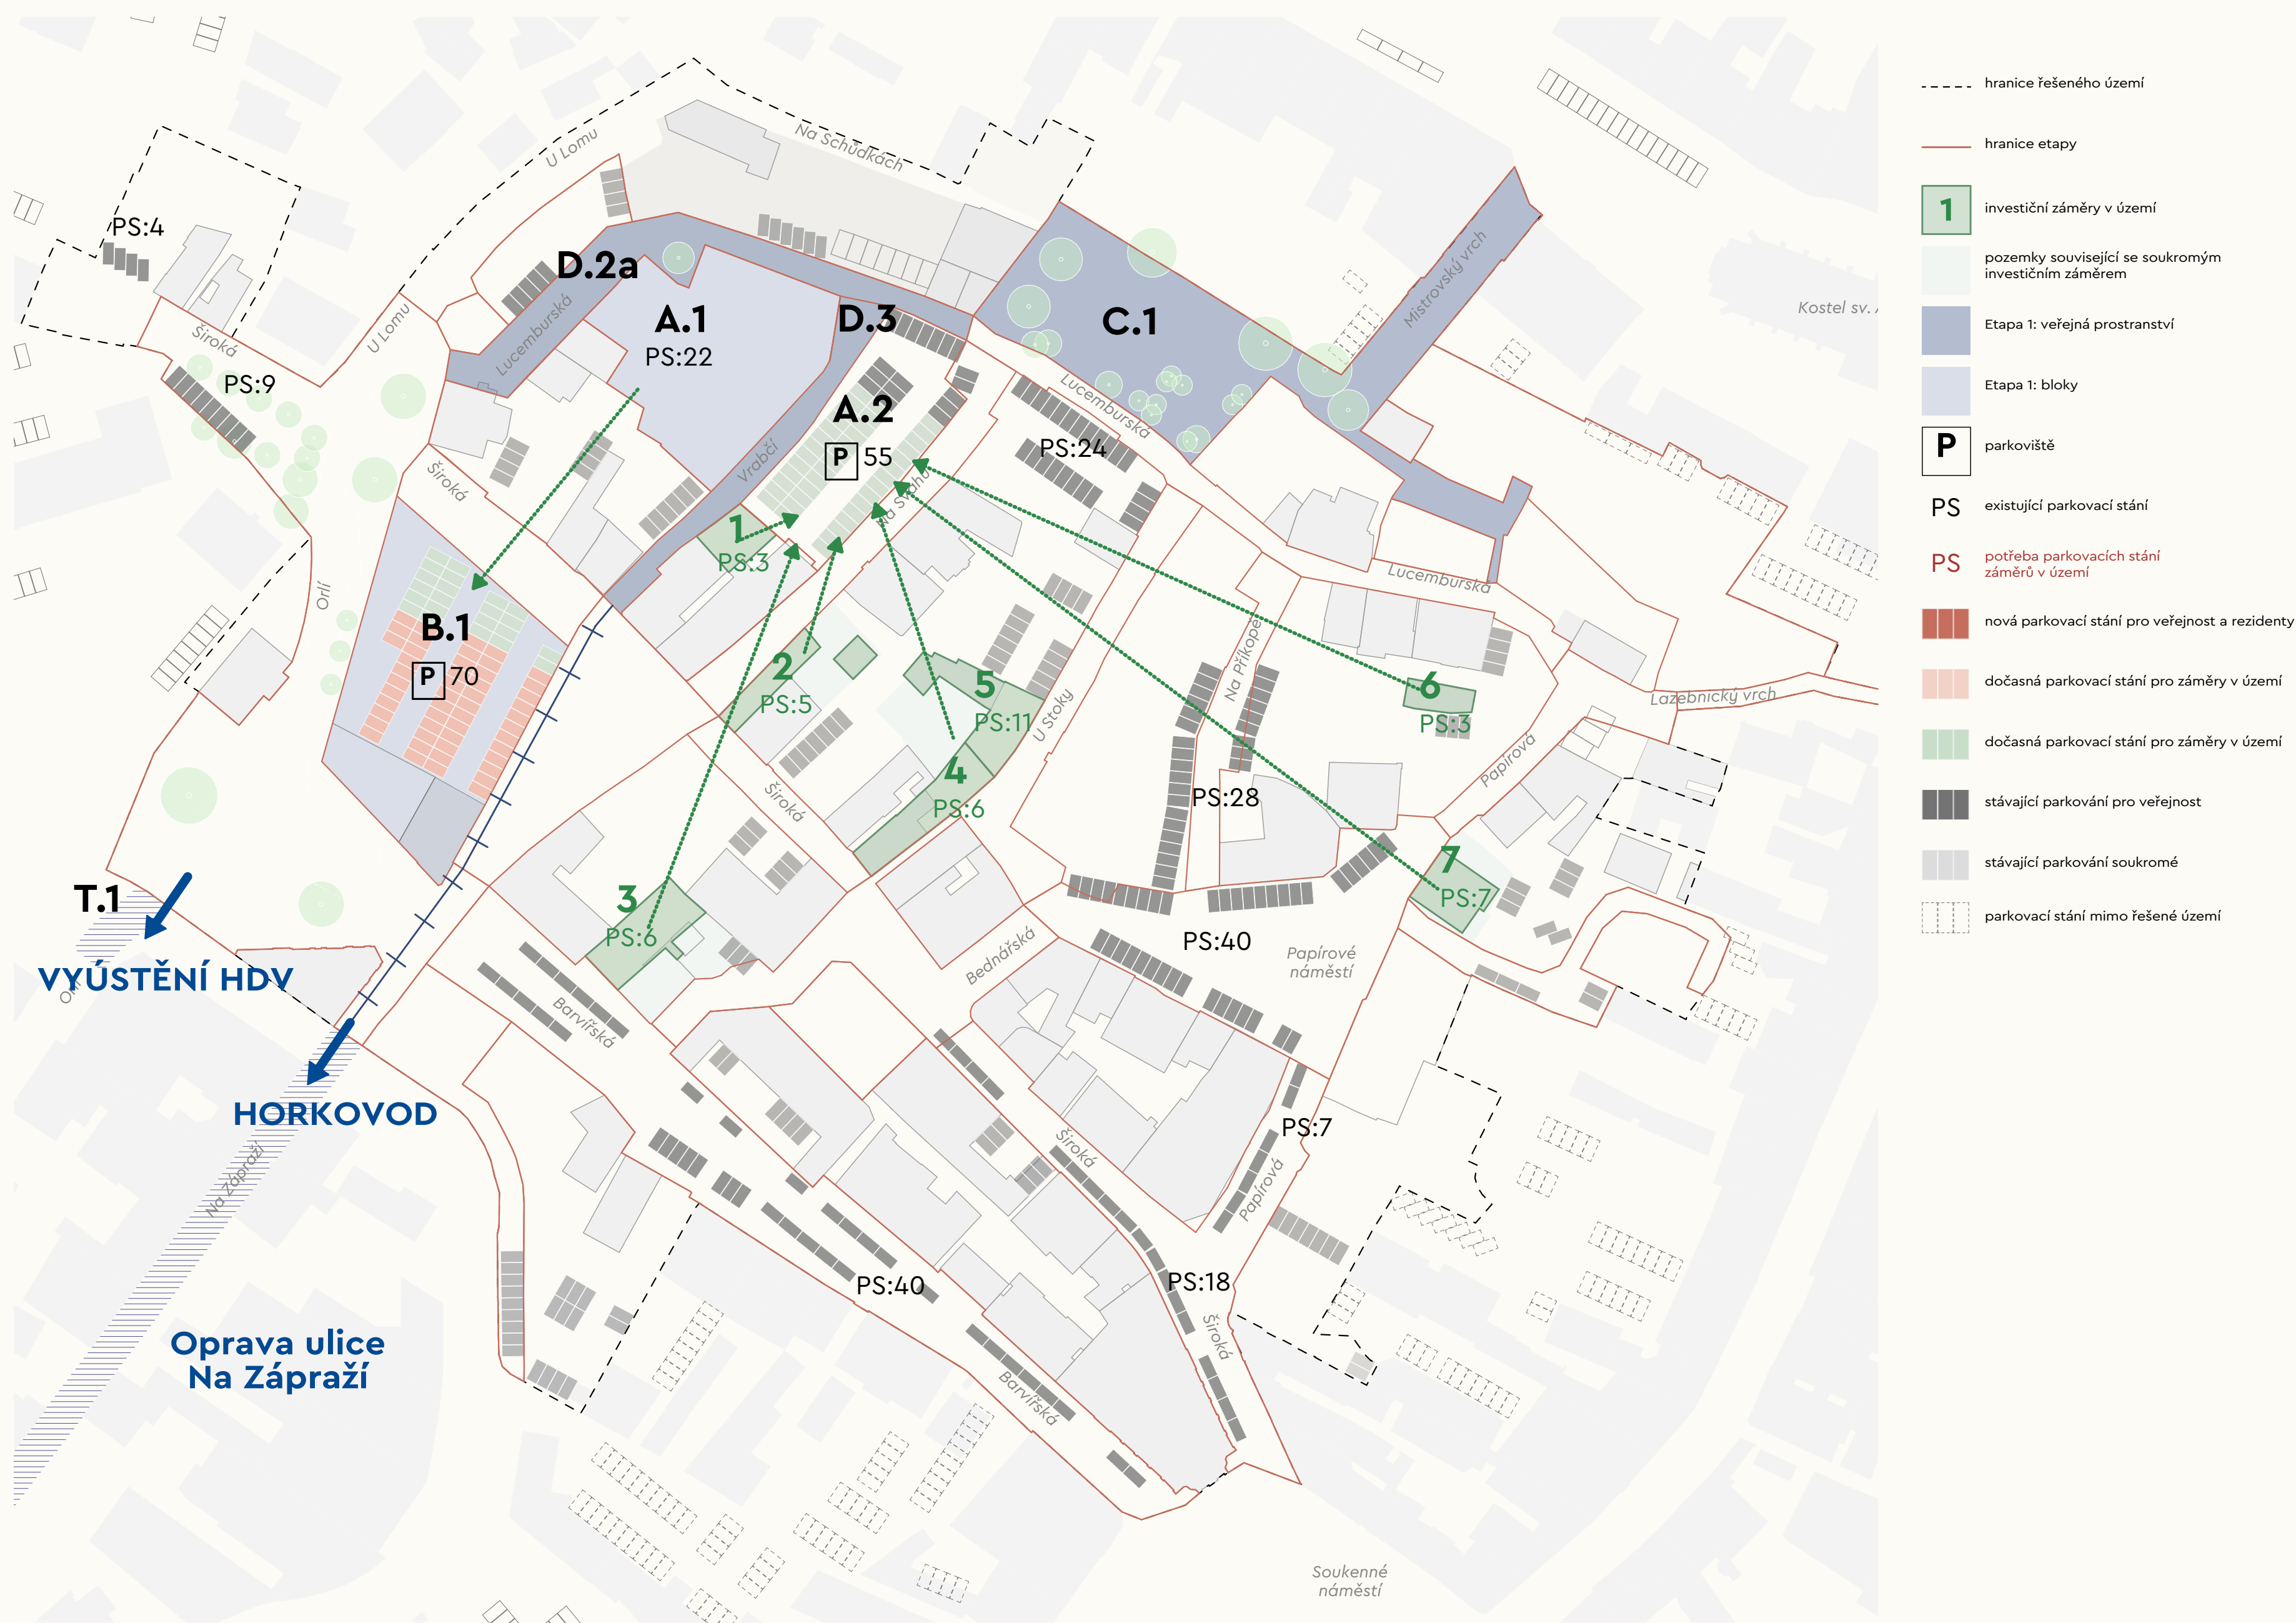 U Lomu
Na Schůdkách
PS:4
Široká
U Lomu
D.2a
Lucemburská
A.1
PS:22
D.3
C.1
Mistrovský vrch
Kostel sv.
PS:9
A.2
P 55
Vrabčí
Na Svahu
Lucemburská
PS:24
Široká
Orlí
1
PS:3
Lucemburská
B.1
P 70
2
PS:5
5
PS:11
U Stoky
Na Příkopě
6
PS:3
Lazebnický vrch
4
PS:6
Široká
PS:28
Papírová
7
PS:7
T.1
VYÚSTĚNÍ HDV
Orlí
3
PS:6
Barvířská
Bednářská
PS:40
Papírové
náměstí
HORKOVOD
Na Zápraží
Široká
PS:7
Papírová
PS:40
PS:18
Široká
Oprava ulice
Na Zápraží
Barvířská
Soukenné
náměstí
hranice řešeného území
hranice etapy
1 investiční záměry v území
pozemky související se soukromým
investičním záměrem
Etapa 1: veřejná prostranství
Etapa 1: bloky
P parkoviště
PS existující parkovací stání
PS potřeba parkovacích stání
záměrů v území
nová parkovací stání pro veřejnost a rezidenty
dočasná parkovací stání pro záměry v území
dočasná parkovací stání pro záměry v území
stávající parkování pro veřejnost
stávající parkování soukromé
parkovací stání mimo řešené území